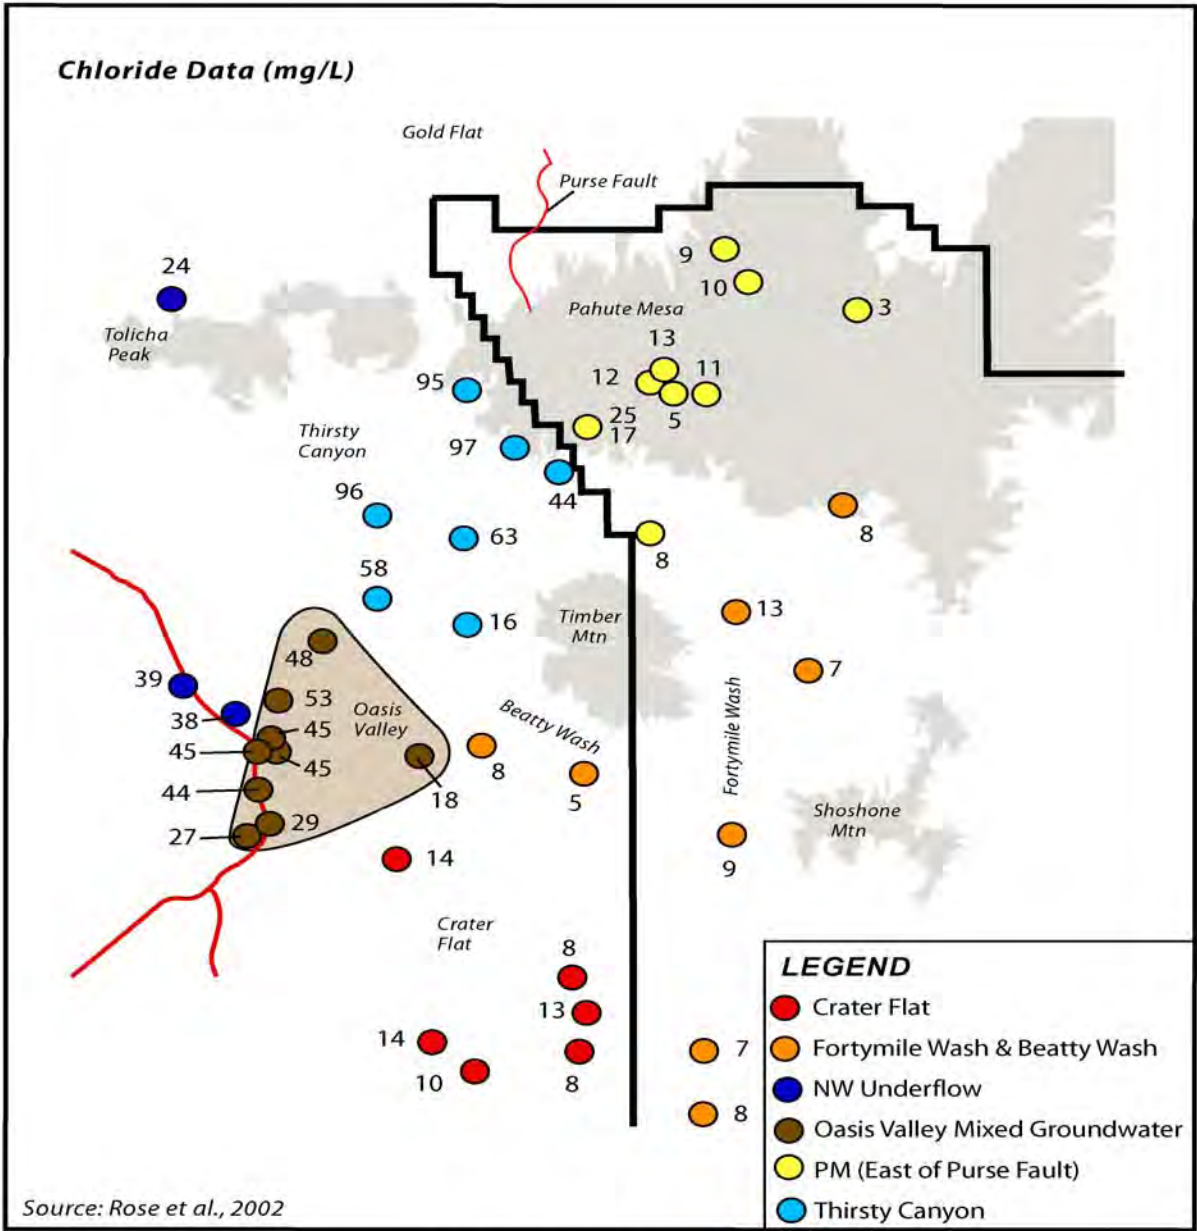 Chloride Data (mg/L)
Gold Flat
Purse Fault
24
9
10
3
Pahute Mesa
Tolicha
Peak
13
95
12
11
5
25
17
Thirsty
Canyon
97
44
96
8
63
8
58
13
16
Timber
Mtn
48
7
39
53
Oasis
Valley
Beatty Wash
Fortymile Wash
38
45
45
45
8
44
18
5
Shoshone
Mtn
27
29
14
9
Crater
Flat
8
13
14
10
8
7
8
LEGEND
Crater Flat
Fortymile Wash & Beatty Wash
NW Underflow
Oasis Valley Mixed Groundwater
PM (East of Purse Fault)
Thirsty Canyon
Source: Rose et al., 2002